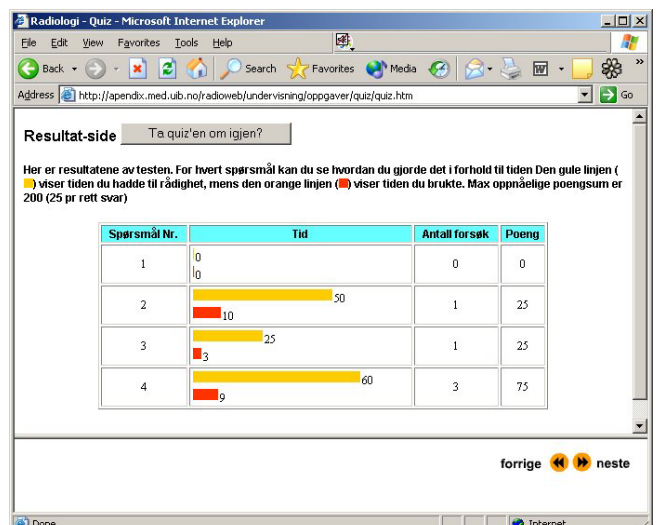 Radiologi - Quiz - Microsoft Internet Explorer
File Edit View Favorites Tools Help
Back Search Favorites Media
Address http://apendix.med.uib.no/radioweb/undervisning/oppgaver/quiz/quiz.htm Go
Resultat-side Ta quiz'en om igjen?
Her er resultatene av testen. For hvert spørsmål kan du se hvordan du gjorde det i forhold til tiden Den gule linjen (
) viser tiden du hadde til rådighet, mens den orange linjen ( ) viser tiden du brukte. Max oppnåelige poengsum er
200 (25 pr rett svar)
Spørsmål Nr. Tid Antall forsøk Poeng
0
1 0 0
0
50
2 1 25
10
25
3 1 25
3
60
4 3 75
9
forrige neste
Done Internet